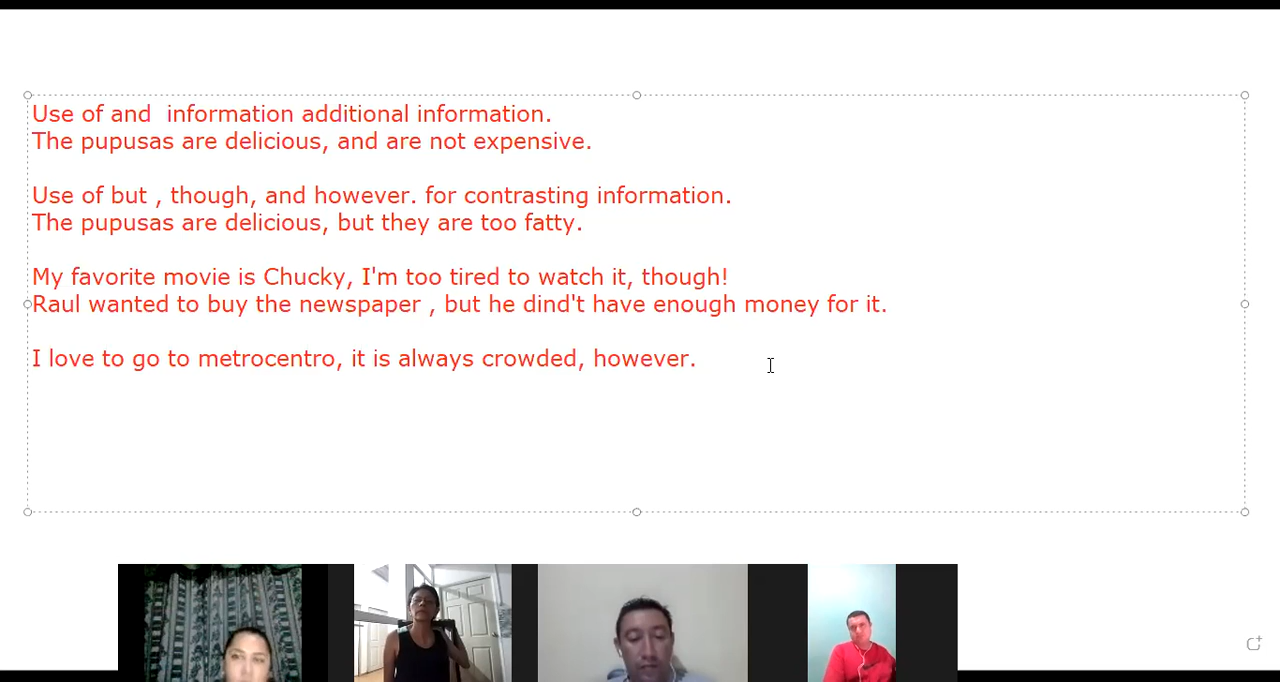 Use of and  information additional information.
The pupusas are delicious, and are not expensive.
Use of but , though, and however. for contrasting information.
The pupusas are delicious, but they are too fatty.
My favorite movie is Chucky, I'm too tired to watch it, though!
Raul wanted to buy the newspaper , but he dind't have enough money for it.
I love to go to metrocentro, it is always crowded, however.